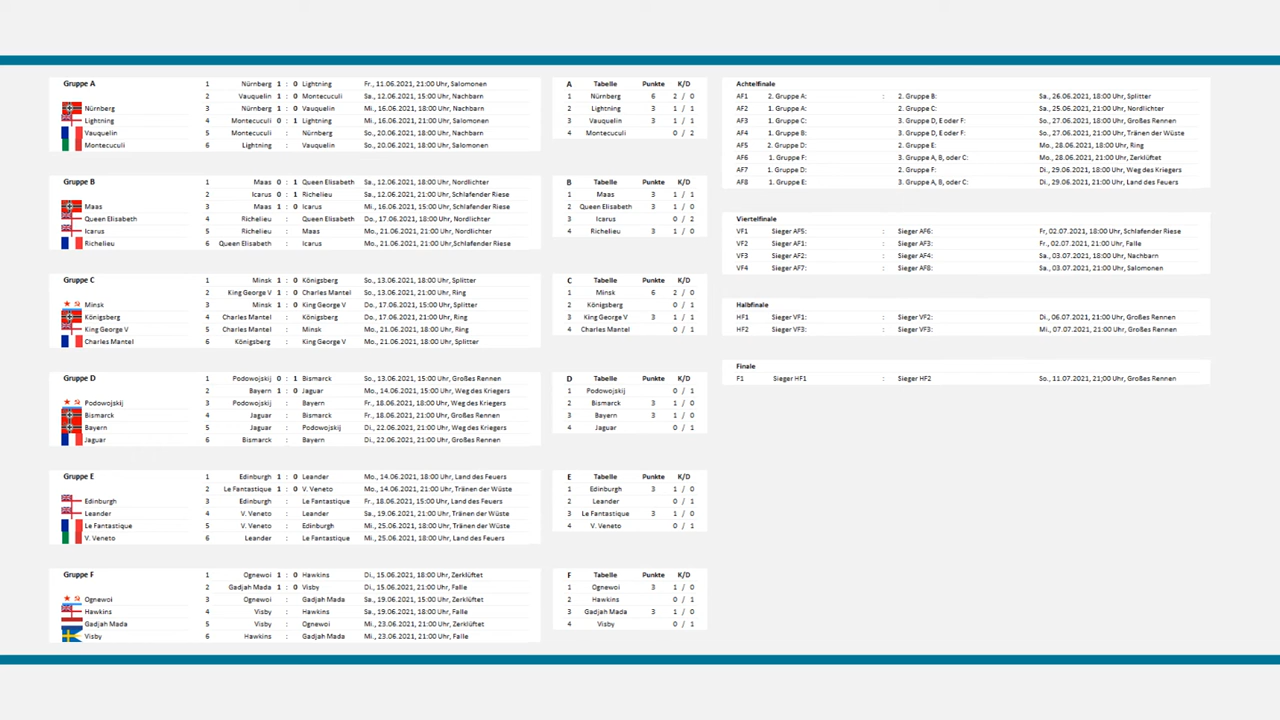 Gruppe A
1 Nürnberg 1 : 0 Lightning Fr., 11.06.2021, 21:00 Uhr, Salomonen
2 Vauquelin 1 : 0 Montecuculi Sa., 12.06.2021, 15:00 Uhr, Nachbarn
Nürnberg 3 Nürnberg 1 : 0 Vauquelin Mi., 16.06.2021, 18:00 Uhr, Nachbarn
Lightning 4 Montecuculi 0 : 1 Lightning Mi., 16.06.2021, 21:00 Uhr, Salomonen
Vauquelin 5 Montecuculi : Nürnberg So., 20.06.2021, 18:00 Uhr, Nachbarn
Montecuculi 6 Lightning : Vauquelin So., 20.06.2021, 18:00 Uhr, Salomonen
A Tabelle Punkte K/D
1 Nürnberg 6 2 / 0
2 Lightning 3 1 / 1
3 Vauquelin 3 1 / 1
4 Montecuculi 0 / 2
Gruppe B
1 Maas 0 : 1 Queen Elisabeth Sa., 12.06.2021, 18:00 Uhr, Nordlichter
2 Icarus 0 : 1 Richelieu Sa., 12.06.2021, 21:00 Uhr, Schlafender Riese
Maas 3 Maas 1 : 0 Icarus Mi., 16.06.2021, 15:00 Uhr, Schlafender Riese
Queen Elisabeth 4 Richelieu : Queen Elisabeth Do., 17.06.2021, 18:00 Uhr, Nordlichter
Icarus 5 Richelieu : Maas Mo., 21.06.2021, 21:00 Uhr, Nordlichter
Richelieu 6 Queen Elisabeth : Icarus Mo., 21.06.2021, 21:00 Uhr,Schlafender Riese
B Tabelle Punkte K/D
1 Maas 3 1 / 1
2 Queen Elisabeth 3 1 / 0
3 Icarus 0 / 2
4 Richelieu 3 1 / 0
Gruppe C
1 Minsk 1 : 0 Königsberg So., 13.06.2021, 18:00 Uhr, Splitter
2 King George V 1 : 0 Charles Mantel So., 13.06.2021, 21:00 Uhr, Ring
Minsk 3 Minsk 1 : 0 King George V Do., 17.06.2021, 15:00 Uhr, Splitter
Königsberg 4 Charles Mantel : Königsberg Do., 17.06.2021, 21:00 Uhr, Ring
King George V 5 Charles Mantel : Minsk Mo., 21.06.2021, 18:00 Uhr, Ring
Charles Mantel 6 Königsberg : King George V Mo., 21.06.2021, 18:00 Uhr, Splitter
C Tabelle Punkte K/D
1 Minsk 6 2 / 0
2 Königsberg 0 / 1
3 King George V 3 1 / 1
4 Charles Mantel 0 / 1
Gruppe D
1 Podowojskij 0 : 1 Bismarck So., 13.06.2021, 15:00 Uhr, Großes Rennen
2 Bayern 1 : 0 Jaguar Mo., 14.06.2021, 15:00 Uhr, Weg des Kriegers
Podowojskij 3 Podowojskij : Bayern Fr., 18.06.2021, 18:00 Uhr, Weg des Kriegers
Bismarck 4 Jaguar : Bismarck Fr., 18.06.2021, 21:00 Uhr, Großes Rennen
Bayern 5 Jaguar : Podowojskij Di., 22.06.2021, 21:00 Uhr, Weg des Kriegers
Jaguar 6 Bismarck : Bayern Di., 22.06.2021, 21:00 Uhr, Großes Rennen
D Tabelle Punkte K/D
1 Podowojskij 0 / 1
2 Bismarck 3 1 / 0
3 Bayern 3 1 / 0
4 Jaguar 0 / 1
Gruppe E
1 Edinburgh 1 : 0 Leander Mo., 14.06.2021, 18:00 Uhr, Land des Feuers
2 Le Fantastique 1 : 0 V. Veneto Mo., 14.06.2021, 21:00 Uhr, Tränen der Wüste
Edinburgh 3 Edinburgh : Le Fantastique Fr., 18.06.2021, 15:00 Uhr, Land des Feuers
Leander 4 V. Veneto : Leander Sa., 19.06.2021, 21:00 Uhr, Tränen der Wüste
Le Fantastique 5 V. Veneto : Edinburgh Mi., 25.06.2021, 18:00 Uhr, Tränen der Wüste
V. Veneto 6 Leander : Le Fantastique Mi., 25.06.2021, 18:00 Uhr, Land des Feuers
E Tabelle Punkte K/D
1 Edinburgh 3 1 / 0
2 Leander 0 / 1
3 Le Fantastique 3 1 / 0
4 V. Veneto 0 / 1
Gruppe F
1 Ognewoi 1 : 0 Hawkins Di., 15.06.2021, 18:00 Uhr, Zerklüftet
2 Gadjah Mada 1 : 0 Visby Di., 15.06.2021, 21:00 Uhr, Falle
Ognewoi 3 Ognewoi : Gadjah Mada Sa., 19.06.2021, 15:00 Uhr, Zerklüftet
Hawkins 4 Visby : Hawkins Sa., 19.06.2021, 18:00 Uhr, Falle
Gadjah Mada 5 Visby : Ognewoi Mi., 23.06.2021, 21:00 Uhr, Zerklüftet
Visby 6 Hawkins : Gadjah Mada Mi., 23.06.2021, 21:00 Uhr, Falle
F Tabelle Punkte K/D
1 Ognewoi 3 1 / 0
2 Hawkins 0 / 1
3 Gadjah Mada 3 1 / 0
4 Visby 0 / 1
Achtelfinale
AF1 2. Gruppe A: : 2. Gruppe B: Sa., 26.06.2021, 18:00 Uhr, Splitter
AF2 1. Gruppe A: 2. Gruppe C: Sa., 25.06.2021, 21:00 Uhr, Nordlichter
AF3 1. Gruppe C: 3. Gruppe D, E oder F: So., 27.06.2021, 18:00 Uhr, Großes Rennen
AF4 1. Gruppe B: 3. Gruppe D, E oder F: So., 27.06.2021, 21:00 Uhr, Tränen der Wüste
AF5 2. Gruppe D: 2. Gruppe E: Mo., 28.06.2021, 18:00 Uhr, Ring
AF6 1. Gruppe F: 3. Gruppe A, B, oder C: Mo., 28.06.2021, 21:00 Uhr, Zerklüftet
AF7 1. Gruppe D: 2. Gruppe F: Di., 29.06.2021, 18:00 Uhr, Weg des Kriegers
AF8 1. Gruppe E: 3. Gruppe A, B, oder C: Di., 29.06.2021, 21:00 Uhr, Land des Feuers
Viertelfinale
VF1 Sieger AF5: : Sieger AF6: Fr, 02.07.2021, 18:00 Uhr, Schlafender Riese
VF2 Sieger AF1: : Sieger AF3: Fr., 02.07.2021, 21:00 Uhr, Falle
VF3 Sieger AF2: : Sieger AF4: Sa., 03.07.2021, 18:00 Uhr, Nachbarn
VF4 Sieger AF7: : Sieger AF8: Sa., 03.07.2021, 21:00 Uhr, Salomonen
Halbfinale
HF1 Sieger VF1: : Sieger VF2: Di., 06.07.2021, 21:00 Uhr, Großes Rennen
HF2 Sieger VF3: : Sieger VF3: Mi., 07.07.2021, 21:00 Uhr, Großes Rennen
Finale
F1 Sieger HF1 : Sieger HF2 So., 11.07.2021, 21;00 Uhr, Großes Rennen